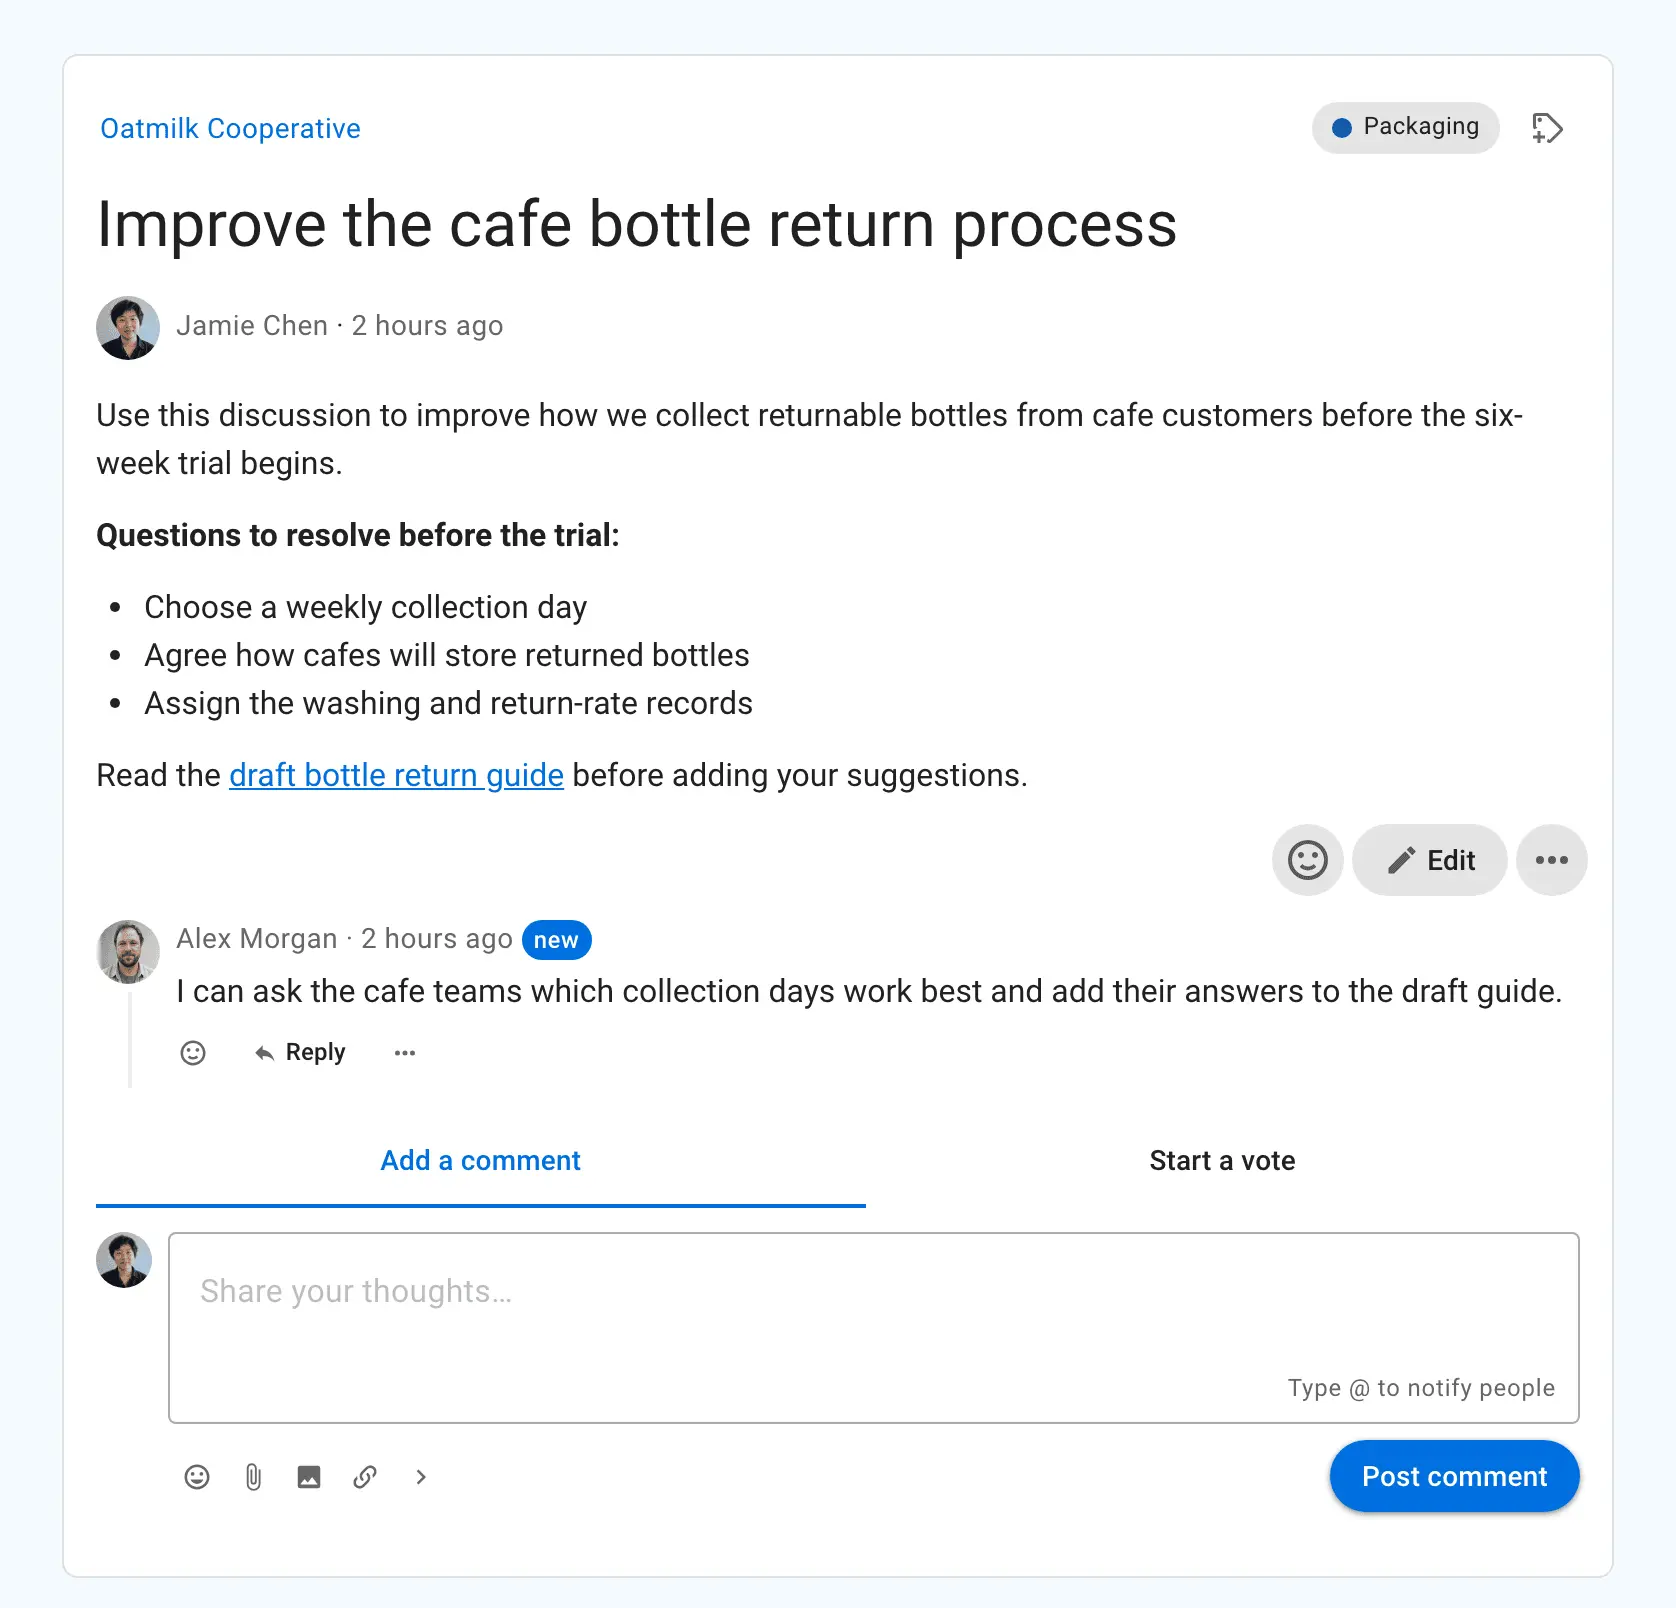 Oatmilk Cooperative
Packaging
Improve the cafe bottle return process
Jamie Chen · 2 hours ago
Use this discussion to improve how we collect returnable bottles from cafe customers before the six-
week trial begins.
Questions to resolve before the trial:
• Choose a weekly collection day
• Agree how cafes will store returned bottles
• Assign the washing and return-rate records
Read the draft bottle return guide before adding your suggestions.
Edit
Alex Morgan · 2 hours ago new
I can ask the cafe teams which collection days work best and add their answers to the draft guide.
Reply
Add a comment
Start a vote
Share your thoughts…
Type @ to notify people
Post comment